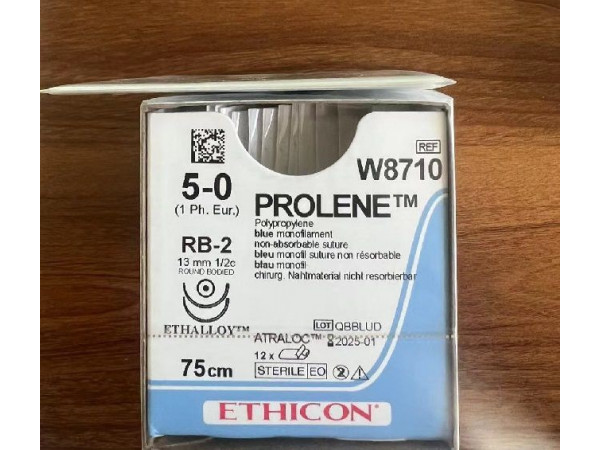 REF
W8710
5-0
(1 Ph. Eur.)
PROLENE™
Polypropylene
blue monofilament
non-absorbable suture
bleu monofil suture non résorbable
blau monofil
chirurg. Nahtmaterial nicht resorbierbar
RB-2
13 mm 1/2c
ROUND BODIED
ETHALLOY™
75cm
LOT QBBLUD
ATRALOC™ 2025-01
12 x
STERILE EO
2
ETHICON®